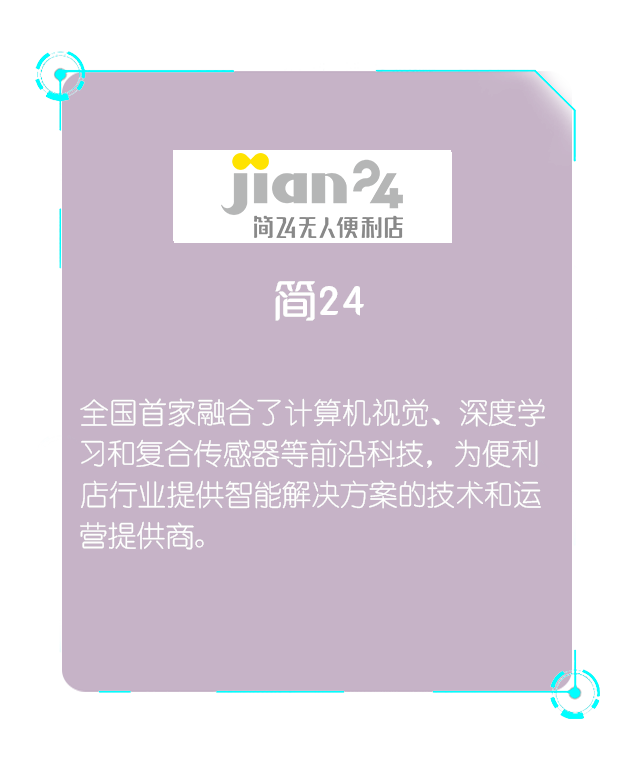 jian24
简24无人便利店
简24
全国首家融合了计算机视觉、深度学
习和复合传感器等前沿科技，为便利
店行业提供智能解决方案的技术和运
营提供商。